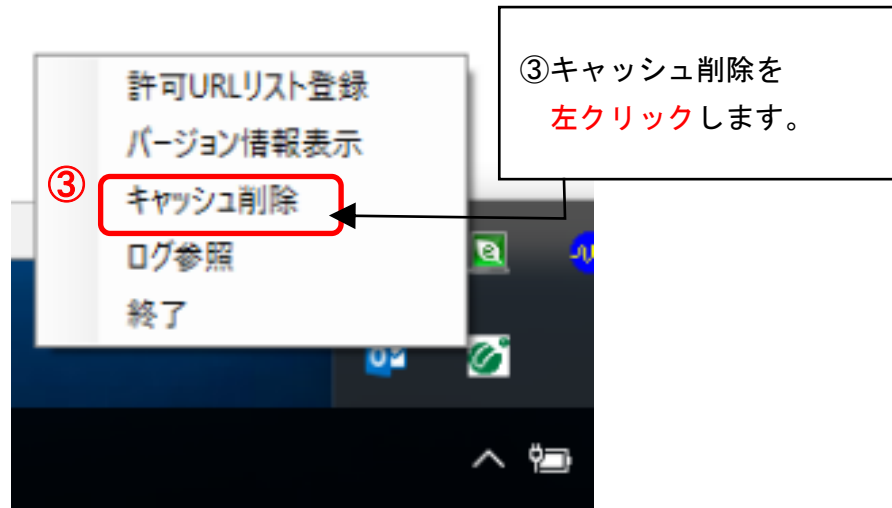 許可URLリスト登録
バージョン情報表示
③
キャッシュ削除
ログ参照
終了
③キャッシュ削除を
左クリックします。